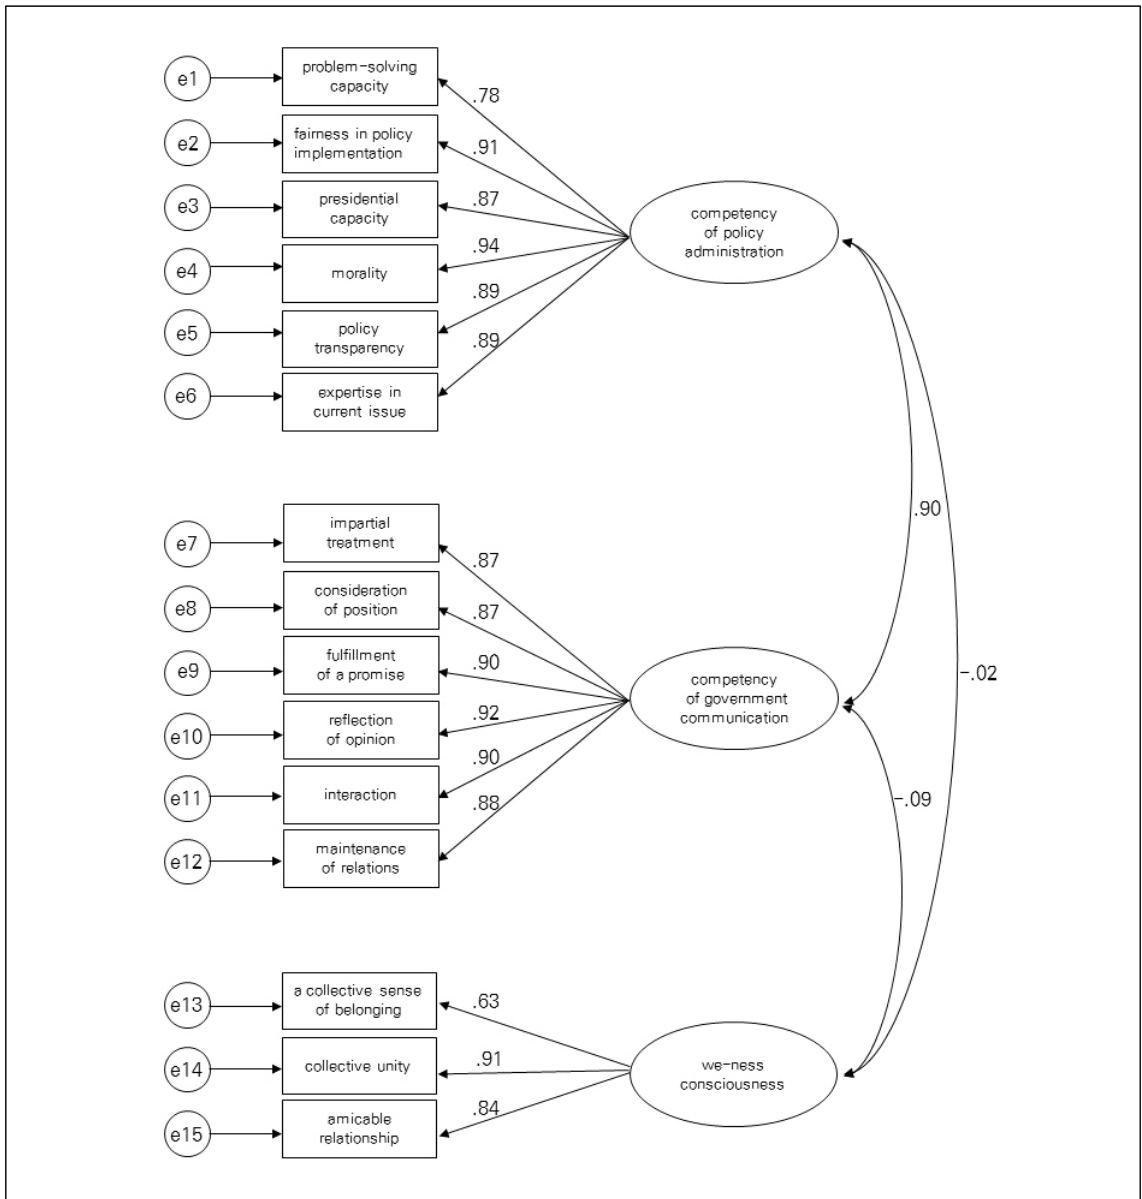 e1
problem-solving
capacity
.78
e2
fairness in policy
implementation
.91
e3
presidential
capacity
.87
e4
morality
.94
e5
policy
transparency
.89
e6
expertise in
current issue
.89
competency
of policy
administration
e7
impartial
treatment
.87
e8
consideration
of position
.87
e9
fulfillment
of a promise
.90
e10
reflection
of opinion
.92
e11
interaction
.90
e12
maintenance
of relations
.88
competency
of government
communication
.90
-.02
-.09
e13
a collective sense
of belonging
.63
e14
collective unity
.91
e15
amicable
relationship
.84
we-ness
consciousness